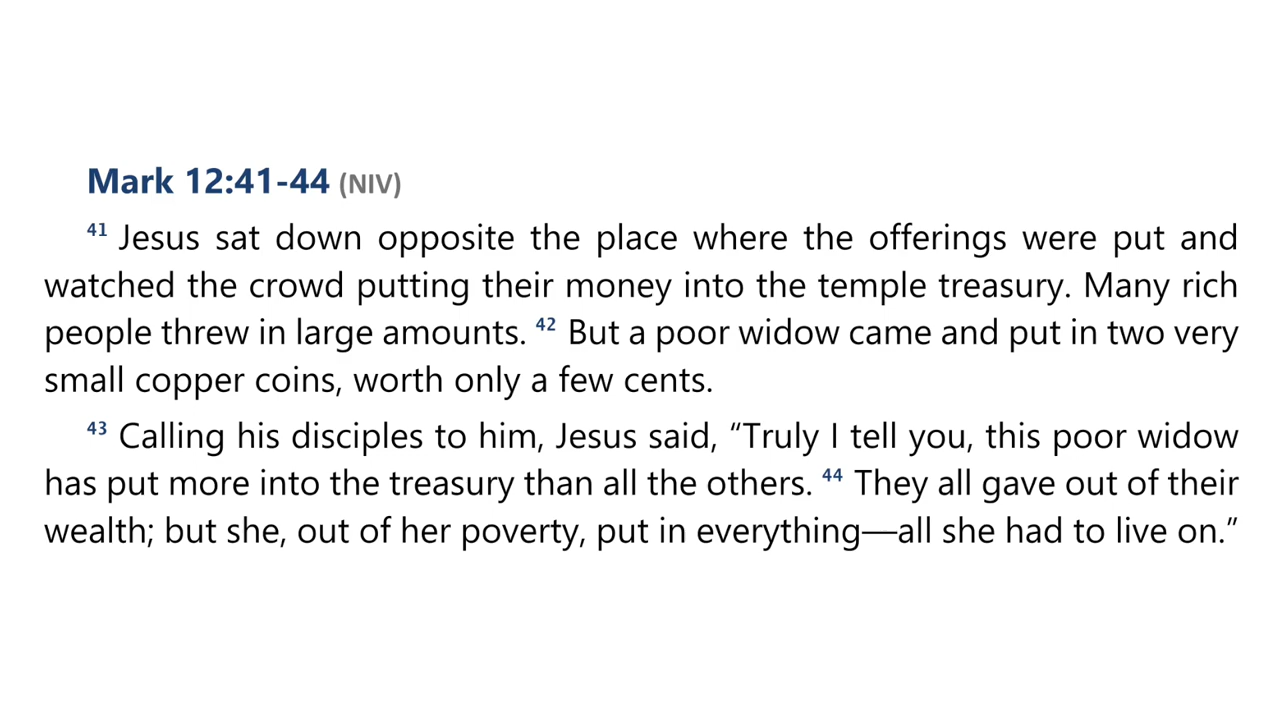 Mark 12:41-44 (NIV)
41 Jesus sat down opposite the place where the offerings were put and
watched the crowd putting their money into the temple treasury. Many rich
people threw in large amounts. 42 But a poor widow came and put in two very
small copper coins, worth only a few cents.
43 Calling his disciples to him, Jesus said, “Truly I tell you, this poor widow
has put more into the treasury than all the others. 44 They all gave out of their
wealth; but she, out of her poverty, put in everything—all she had to live on.”